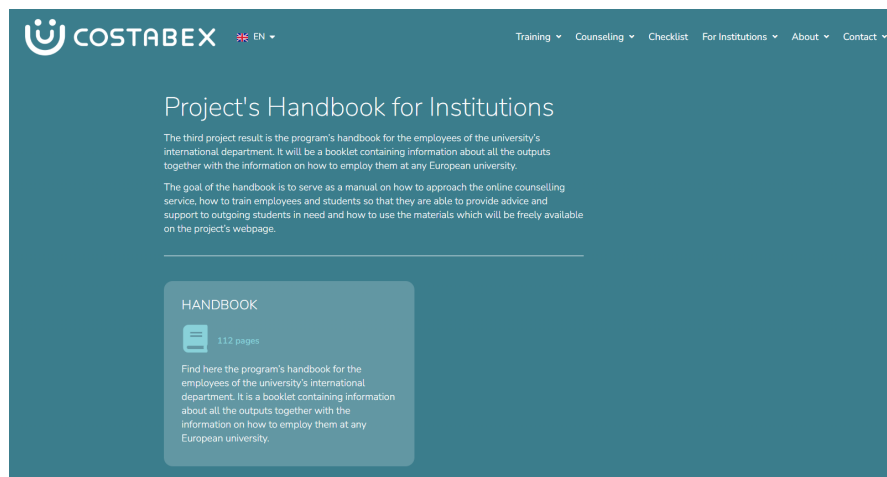 COSTABEX EN Training Counseling Checklist For Institutions About Contact
Project's Handbook for Institutions
The third project result is the program’s handbook for the employees of the university’s
international department. It will be a booklet containing information about all the outputs
together with the information on how to employ them at any European university.
The goal of the handbook is to serve as a manual on how to approach the online counselling
service, how to train employees and students so that they are able to provide advice and
support to outgoing students in need and how to use the materials which will be freely available
on the project’s webpage.
HANDBOOK
112 pages
Find here the program’s handbook for the
employees of the university’s international
department. It is a booklet containing information
about all the outputs together with the
information on how to employ them at any
European university.